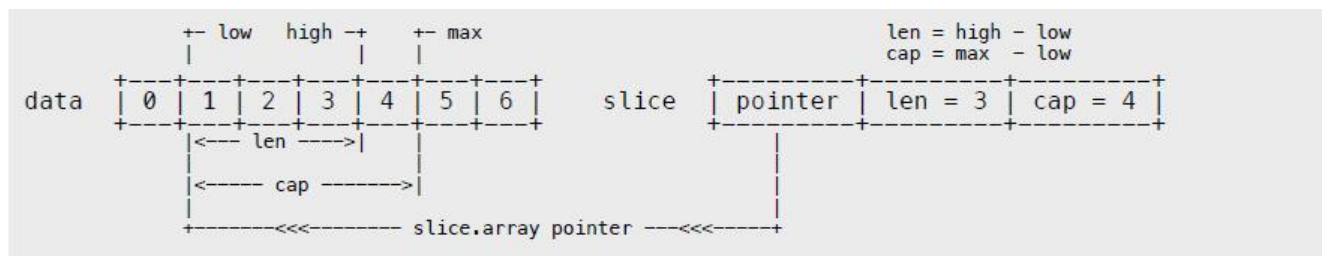 +- low   high -+    +- max                                    len = high - low
|              |    |                                         cap = max  - low
+---+---+---+---+---+---+---+              +---------+---------+---------+
data | 0 | 1 | 2 | 3 | 4 | 5 | 6 |     slice | pointer | len = 3 | cap = 4 |
+---+---+---+---+---+---+---+              +---------+---------+---------+
|<--- len ---->|    |                              |
|                   |                              |
|<----- cap ------->|                              |
|                                                  |
+-------<<<-------- slice.array pointer ---<<<-----+